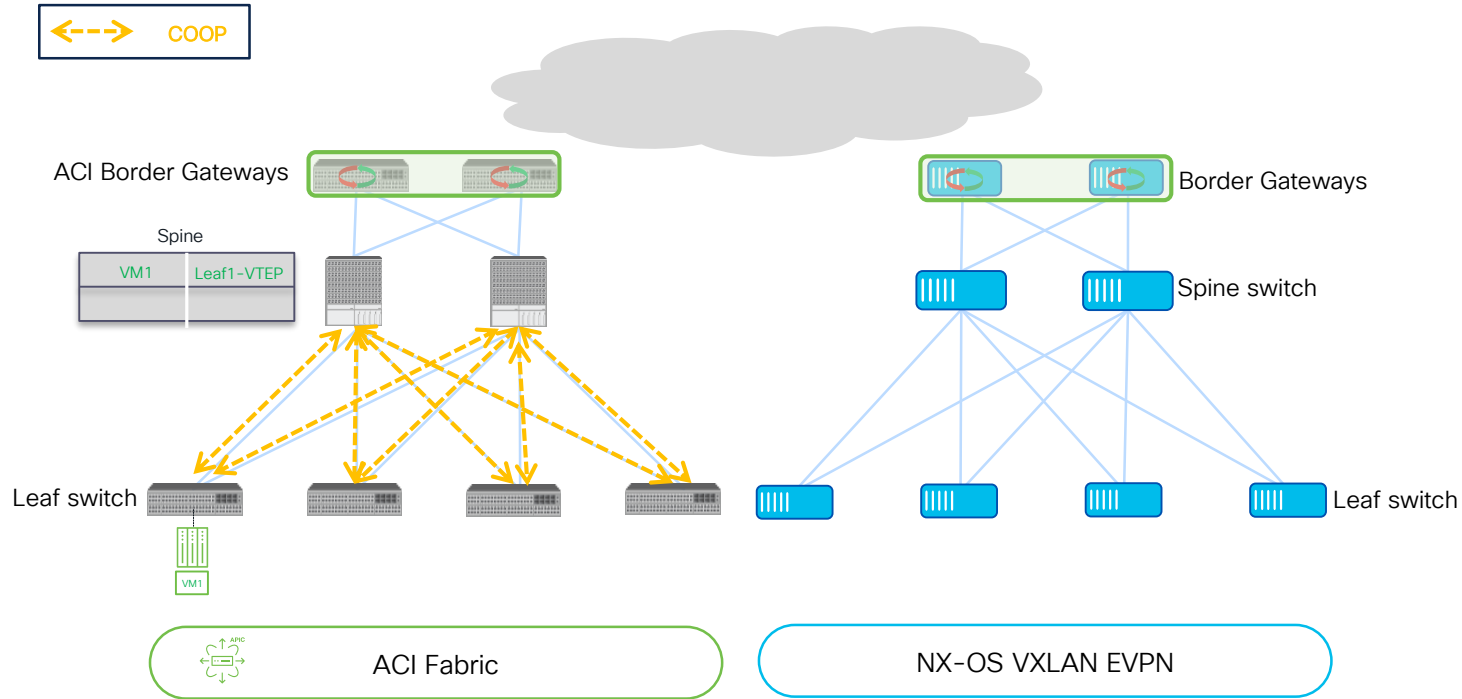 COOP
ACI Border Gateways
Border Gateways
Spine
VM1 Leaf1-VTEP
Spine switch
Leaf switch
Leaf switch
VM1
APIC
ACI Fabric
NX-OS VXLAN EVPN